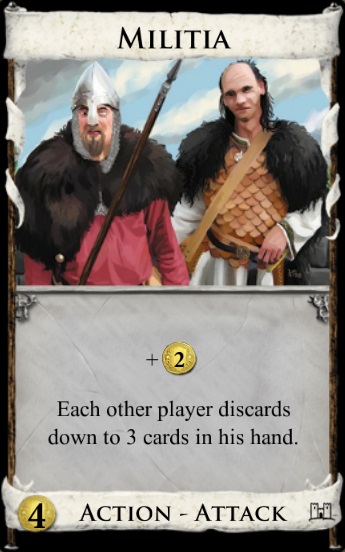 MILITIA
+ 2
Each other player discards
down to 3 cards in his hand.
4 ACTION - ATTACK